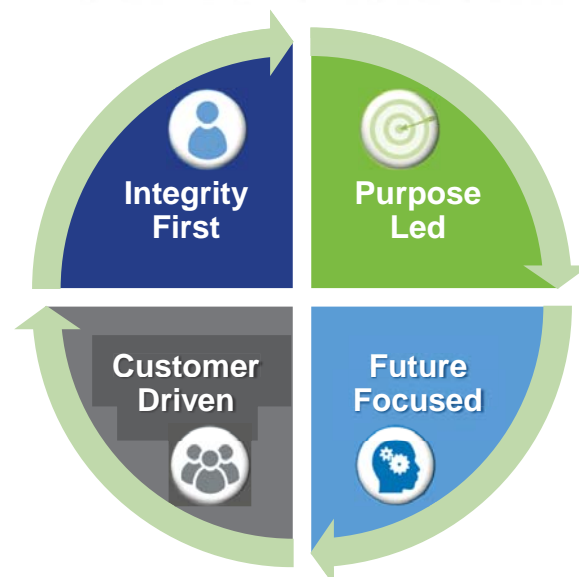 Integrity
First
Purpose
Led
Customer
Driven
Future
Focused